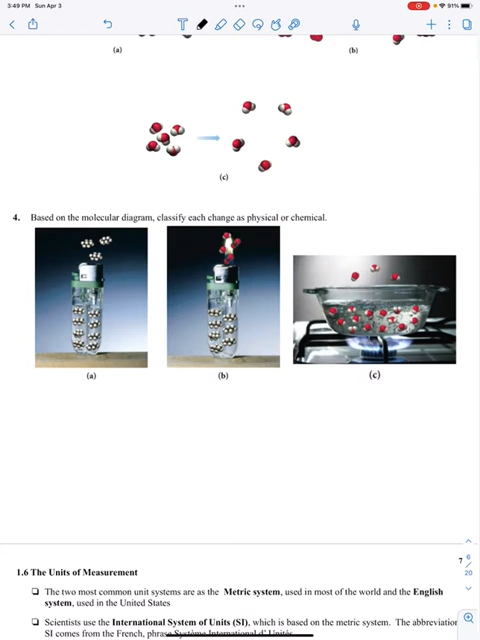 3:49 PM Sun Apr 3
91%
(a)
(b)
(c)
4. Based on the molecular diagram, classify each change as physical or chemical.
(a)
(b)
(c)
7
6
/
20
1.6 The Units of Measurement
❑ The two most common unit systems are as the Metric system, used in most of the world and the English
system, used in the United States
❑ Scientists use the International System of Units (SI), which is based on the metric system. The abbreviation
SI comes from the French, phrase Système International d'Unités